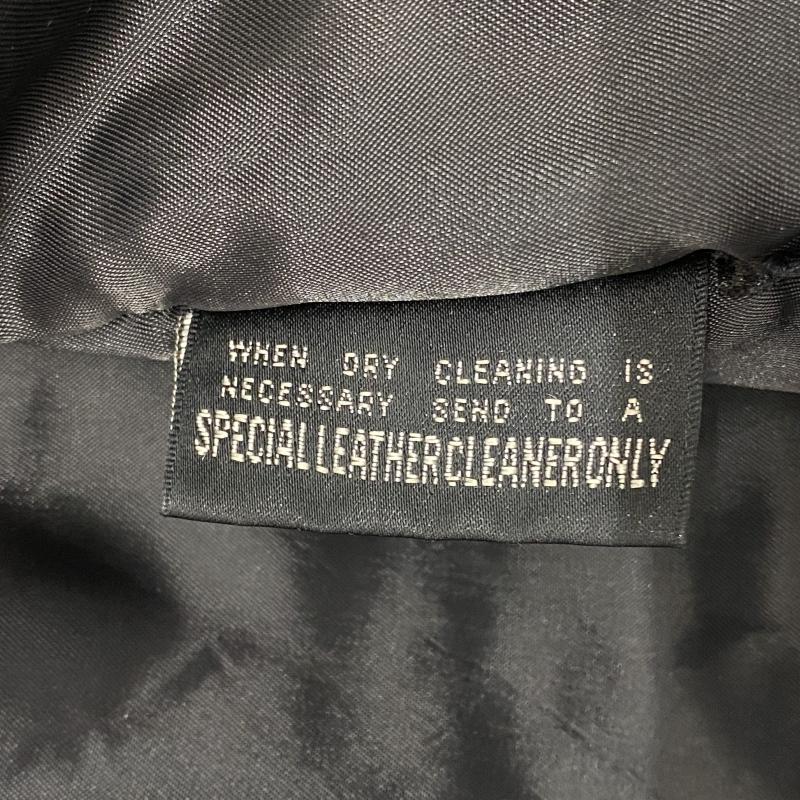 WHEN DRY CLEANING IS
NECESSARY SEND TO A
SPECIAL LEATHER CLEANER ONLY